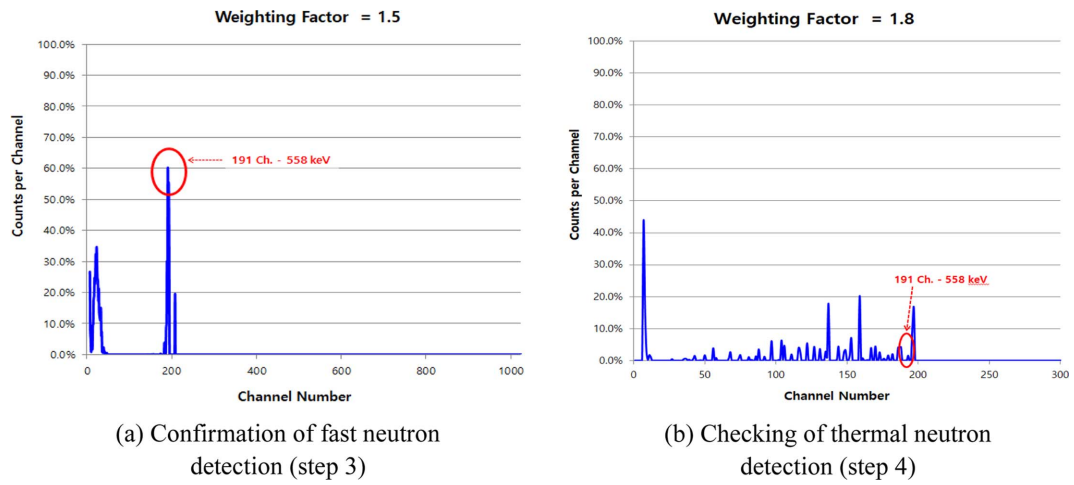 Weighting Factor = 1.5
Counts per Channel
100.0%
90.0%
80.0%
70.0%
60.0%
50.0%
40.0%
30.0%
20.0%
10.0%
0.0%
191 Ch. - 558 keV
0
200
400
600
800
1000
Channel Number
(a) Confirmation of fast neutron
detection (step 3)
Weighting Factor = 1.8
Counts per Channel
100.0%
90.0%
80.0%
70.0%
60.0%
50.0%
40.0%
30.0%
20.0%
10.0%
0.0%
191 Ch. - 558 keV
0
50
100
150
200
250
300
Channel Number
(b) Checking of thermal neutron
detection (step 4)